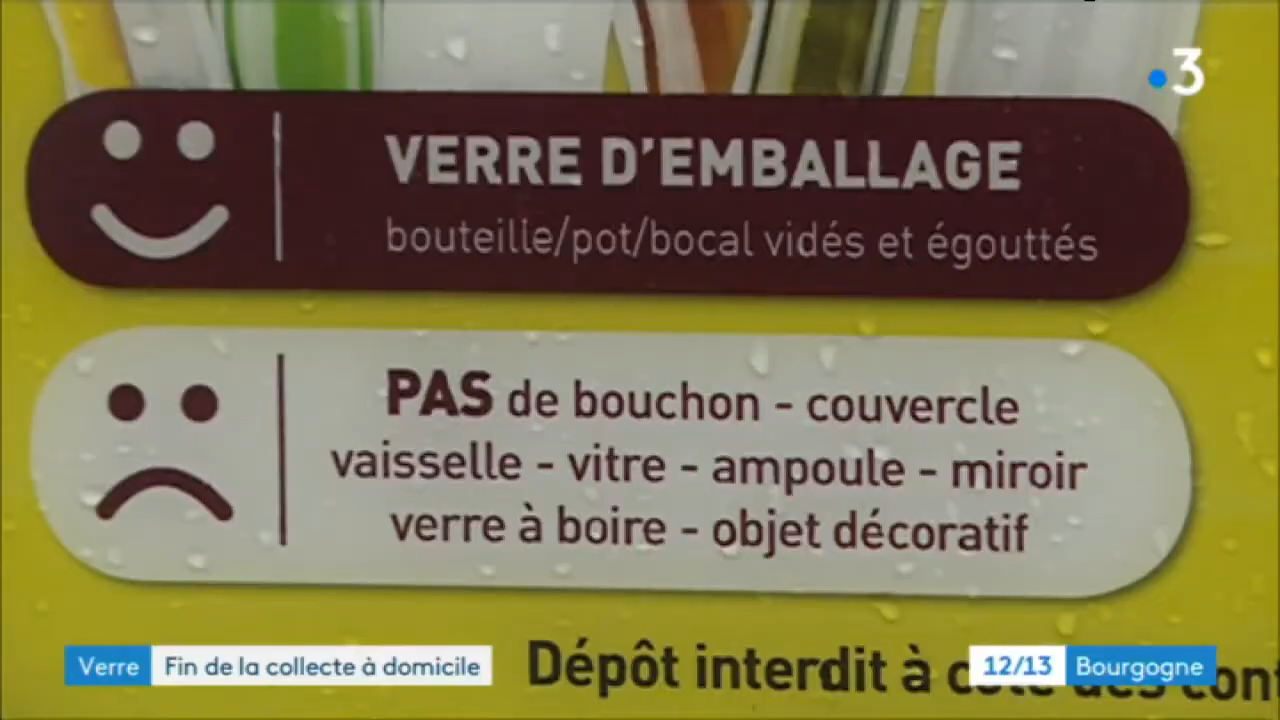 3
VERRE D'EMBALLAGE
bouteille/pot/bocal vidés et égouttés
PAS de bouchon - couvercle
vaisselle - vitre - ampoule - miroir
verre à boire - objet décoratif
Dépôt interdit à
Verre Fin de la collecte à domicile
12/13 Bourgogne